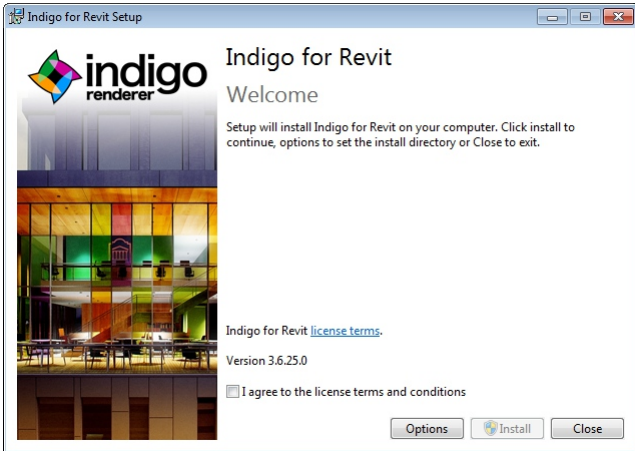 Indigo for Revit Setup
indigo
renderer
Indigo for Revit
Welcome
Setup will install Indigo for Revit on your computer. Click install to
continue, options to set the install directory or Close to exit.
Indigo for Revit license terms.
Version 3.6.25.0
I agree to the license terms and conditions
Options
Install
Close